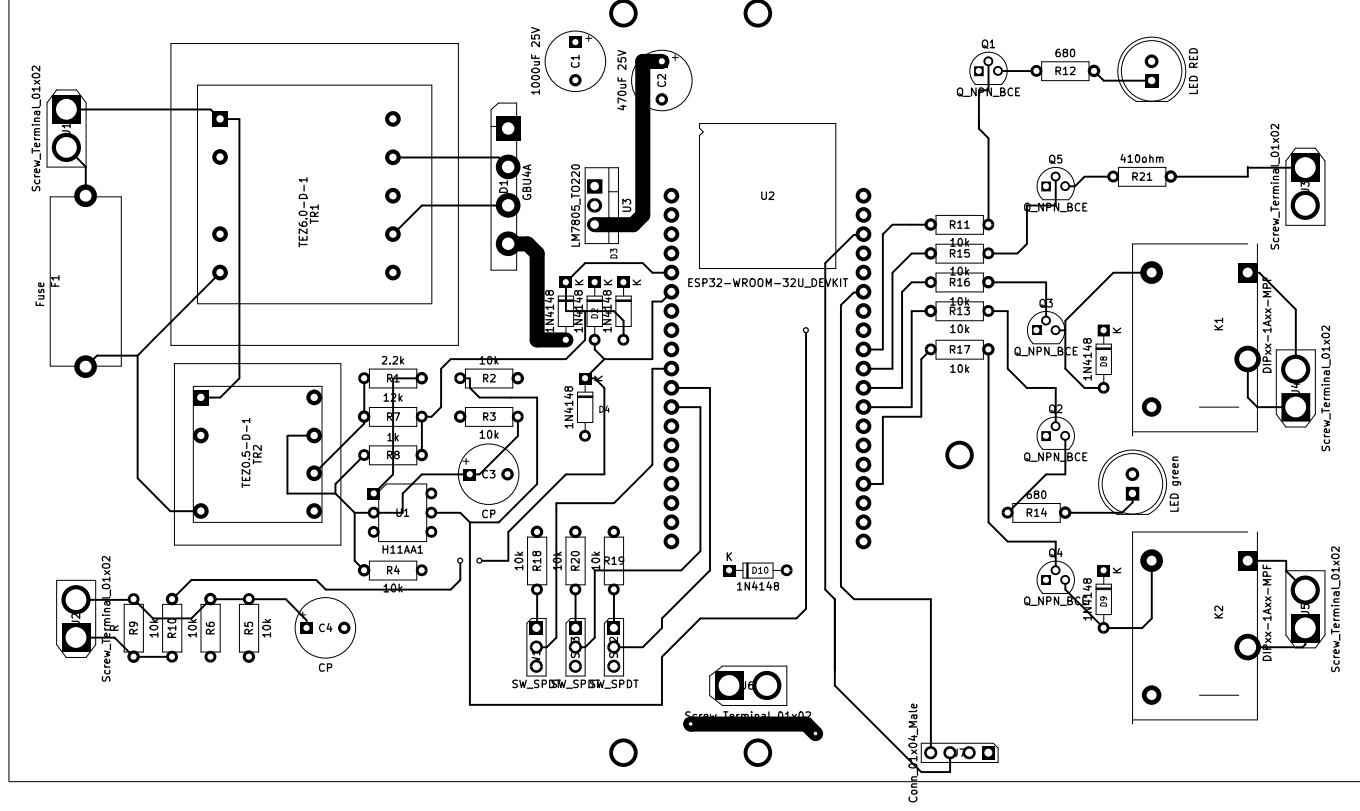 1000uF 25V
C1
470uF 25V
C2
Q1
Q_NPN_BCE
680
R12
LED RED
Screw_Terminal_01x02
J1
TEZ6.0-D-1
TR1
D1
GBU4A
LM7805_TO220
U3
U2
ESP32-WROOM-32U_DEVKIT
Q5
Q_NPN_BCE
410ohm
R21
Screw_Terminal_01x02
J3
Fuse
F1
D3
K
K
K
1N4148
1N4148
D2
1N4148
R11
10k
R15
10k
R16
10k
R13
10k
R17
10k
Q3
Q_NPN_BCE
K
1N4148
D8
K1
DIPxx-1Axx-MPF
J4
Screw_Terminal_01x02
2.2k
R1
12k
R7
1k
R8
10k
R2
R3
10k
K
1N4148
D4
TEZ0.5-D-1
TR2
C3
CP
U1
H11AA1
R4
10k
Q2
Q_NPN_BCE
680
R14
LED green
R18
10k
R20
10k
R19
10k
K
D10
1N4148
Q4
Q_NPN_BCE
K
1N4148
D9
K2
DIPxx-1Axx-MPF
J5
Screw_Terminal_01x02
J2
Screw_Terminal_01x02
R
R9
10k
R10
10k
R6
R5
10k
C4
CP
SW_SPDT
SW_SPDT
SW_SPDT
J6
Screw_Terminal_01x02
Conn_01x04_Male
J7